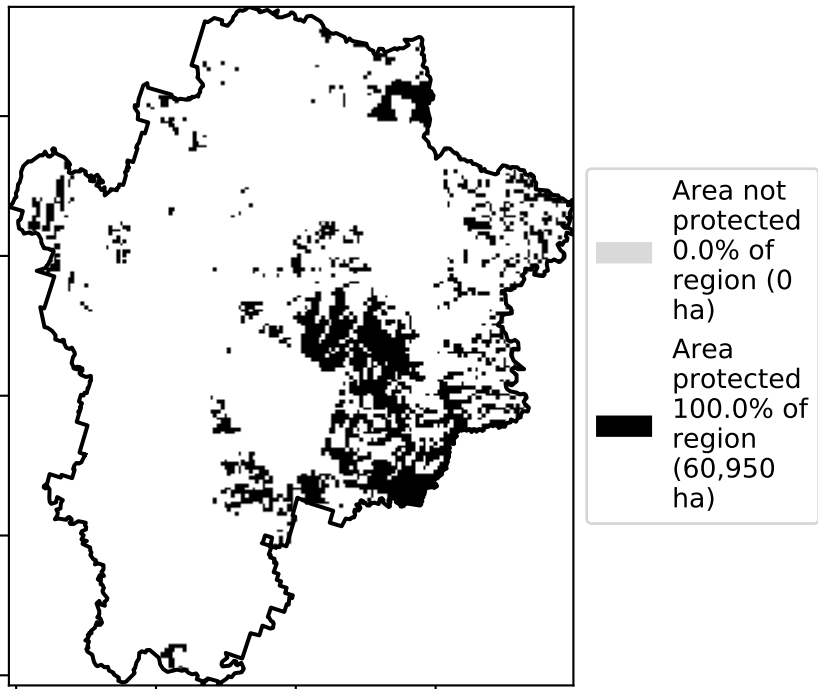 Area not
protected
0.0% of
region (0
ha)
Area
protected
100.0% of
region
(60,950
ha)